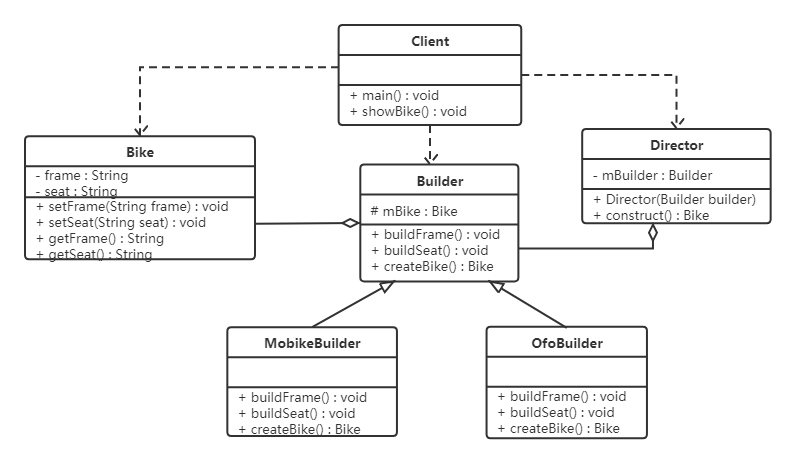 Client
+ main() : void
+ showBike() : void
Bike
- frame : String
- seat : String
+ setFrame(String frame) : void
+ setSeat(String seat) : void
+ getFrame() : String
+ getSeat() : String
Builder
# mBike : Bike
+ buildFrame() : void
+ buildSeat() : void
+ createBike() : Bike
Director
- mBuilder : Builder
+ Director(Builder builder)
+ construct() : Bike
MobikeBuilder
+ buildFrame() : void
+ buildSeat() : void
+ createBike() : Bike
OfoBuilder
+ buildFrame() : void
+ buildSeat() : void
+ createBike() : Bike